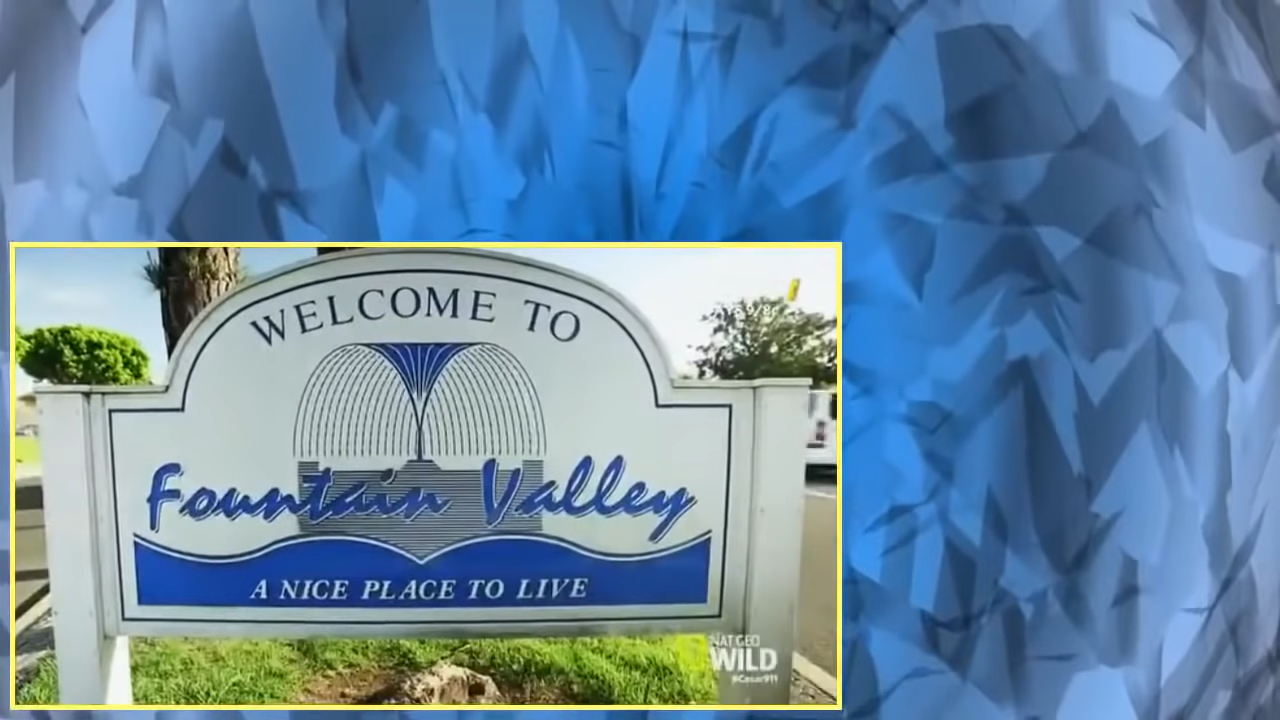 WELCOME TO
Fountain Valley
A NICE PLACE TO LIVE
NAT GEO
WILD
#Cesar911